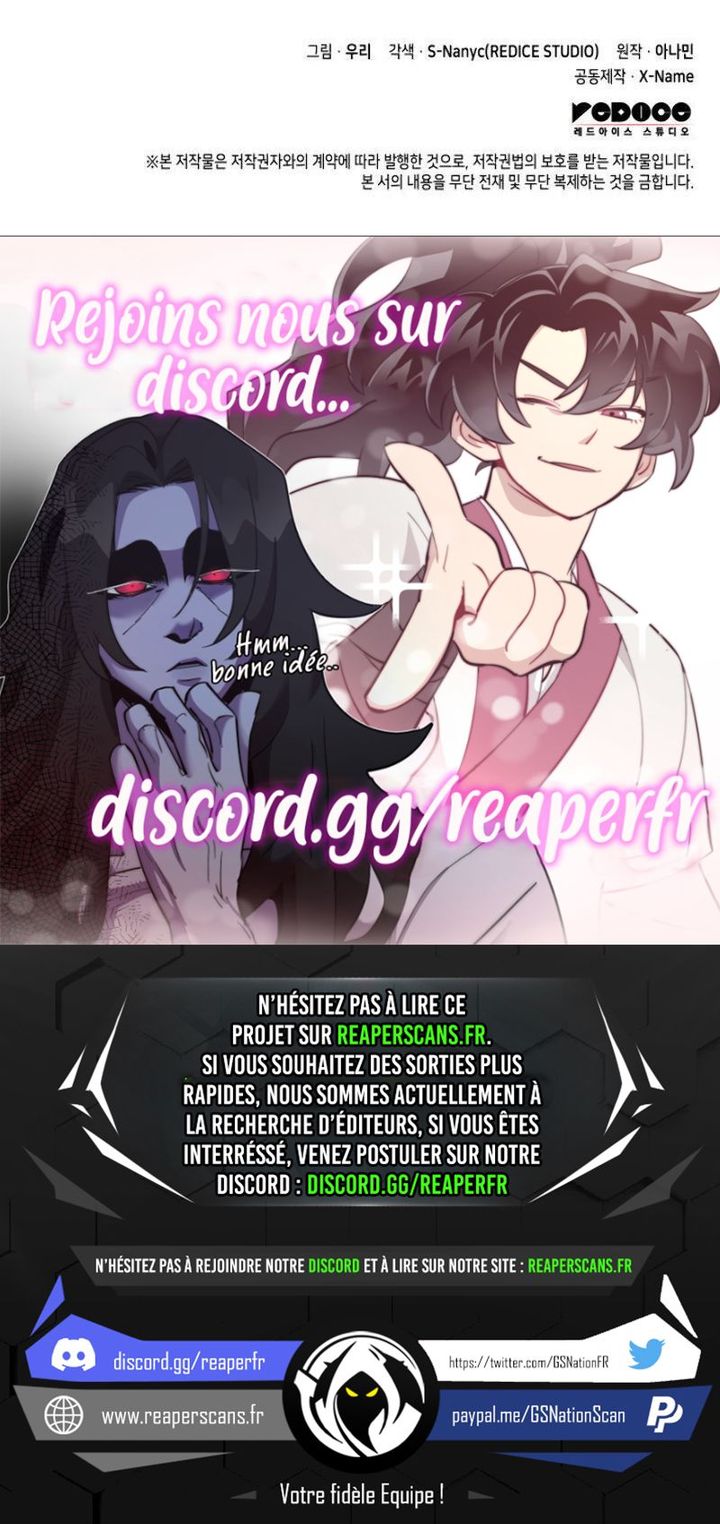 그림 · 우리 각색 · S-Nanyc(REDICE STUDIO) 원작 · 아나민
공동제작 · X-Name
REDICE
레드아이스 스튜디오
※본 저작물은 저작권자와의 계약에 따라 발행한 것으로, 저작권법의 보호를 받는 저작물입니다.
본 서의 내용을 무단 전재 및 무단 복제하는 것을 금합니다.
Rejoins nous sur
discord...
Hmm...
bonne idée..
discord.gg/reaperfr
N'HÉSITEZ PAS À LIRE CE
PROJET SUR REAPERSCANS.FR.
SI VOUS SOUHAITEZ DES SORTIES PLUS
RAPIDES, NOUS SOMMES ACTUELLEMENT À
LA RECHERCHE D'ÉDITEURS, SI VOUS ÊTES
INTERRÉSSÉ, VENEZ POSTULER SUR NOTRE
DISCORD : DISCORD.GG/REAPERFR
N'HÉSITEZ PAS À REJOINDRE NOTRE DISCORD ET À LIRE SUR NOTRE SITE : REAPERSCANS.FR
discord.gg/reaperfr
https://twitter.com/GSNationFR
www.reaperscans.fr
paypal.me/GSNationScan
Votre fidèle Equipe !